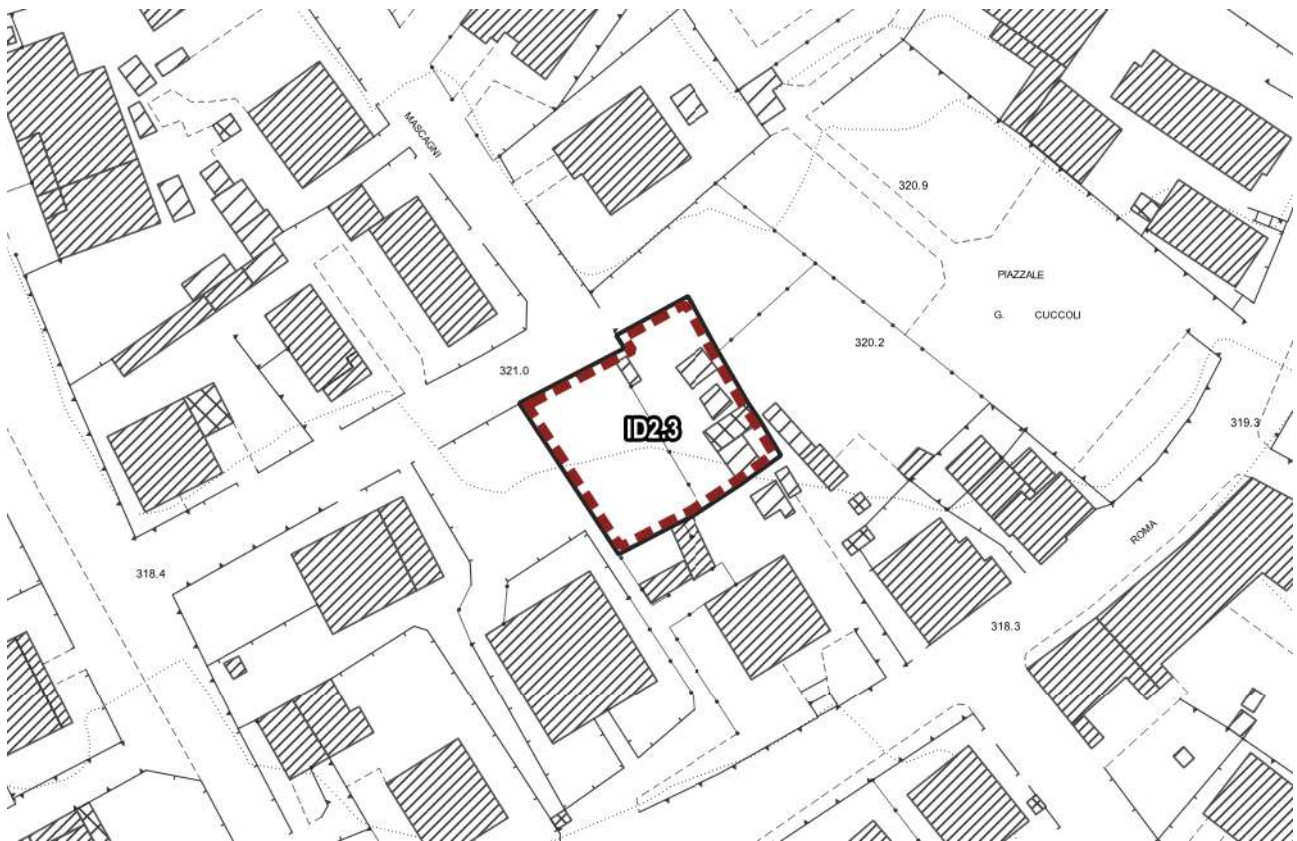 MASCAGNI
320.9
PIAZZALE
G. CUCCOLI
320.2
321.0
319.3
ID2.3
ROMA
318.4
318.3